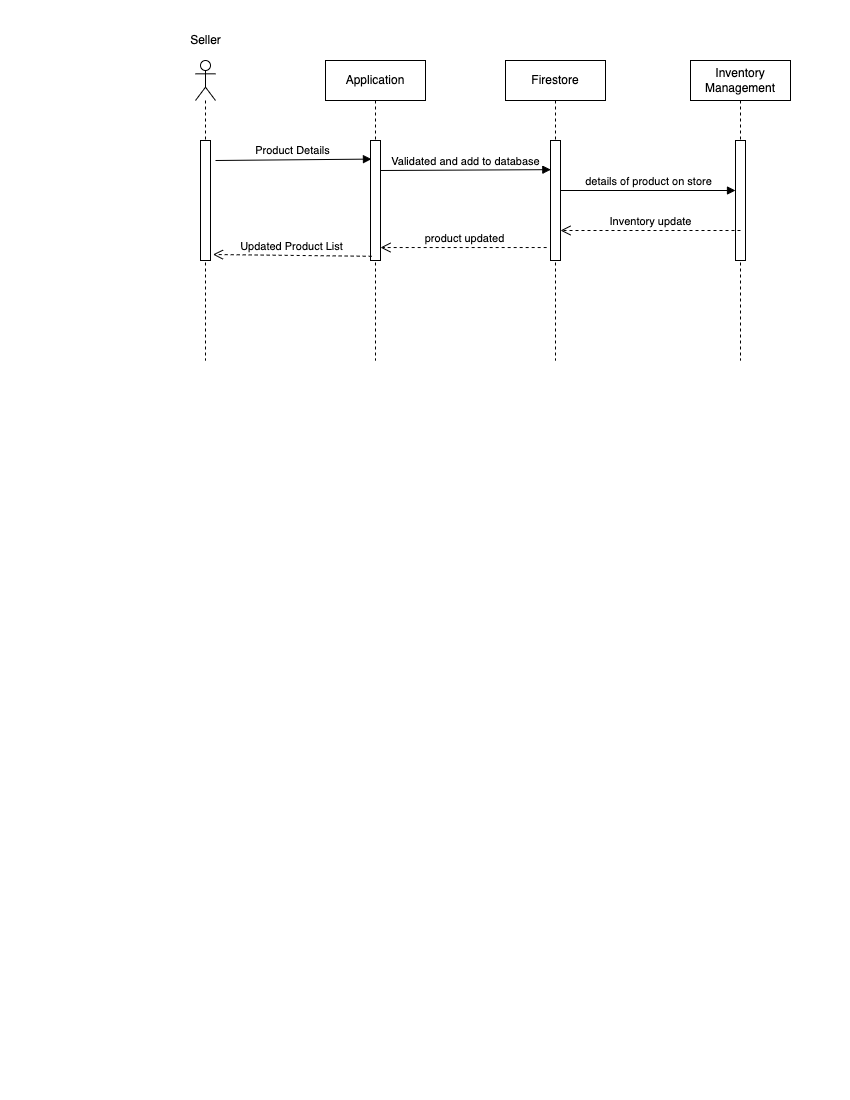 Seller
Application
Firestore
Inventory
Management
Product Details
Validated and add to database
details of product on store
Inventory update
product updated
Updated Product List